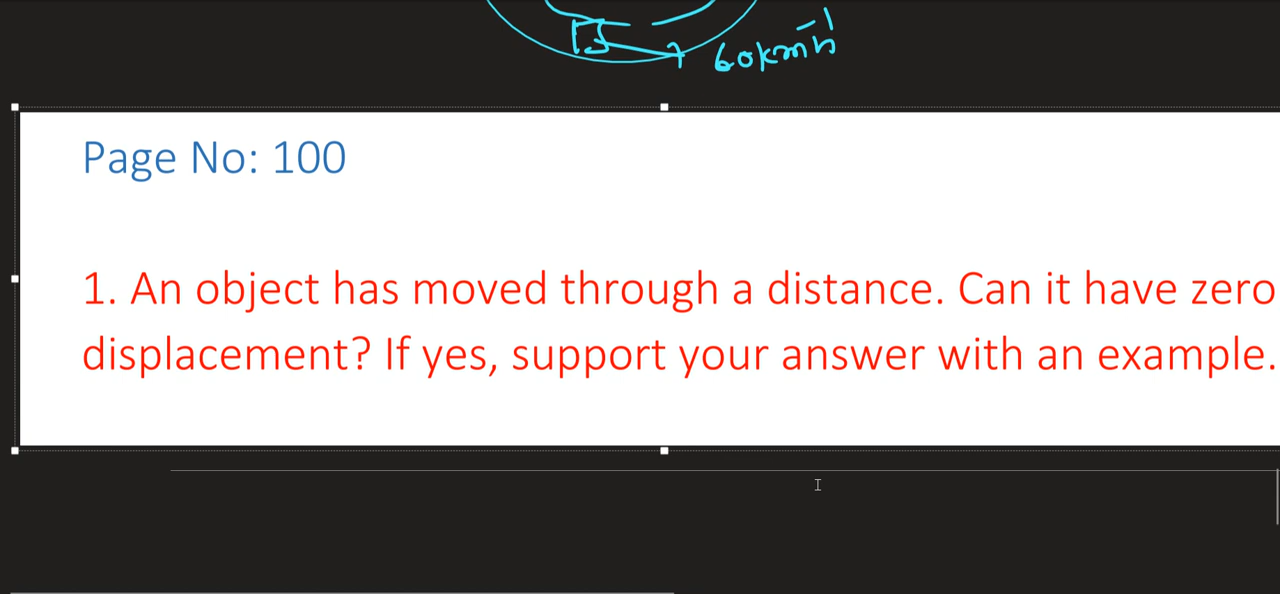 60kmh⁻¹
Page No: 100
1. An object has moved through a distance. Can it have zero
displacement? If yes, support your answer with an example.